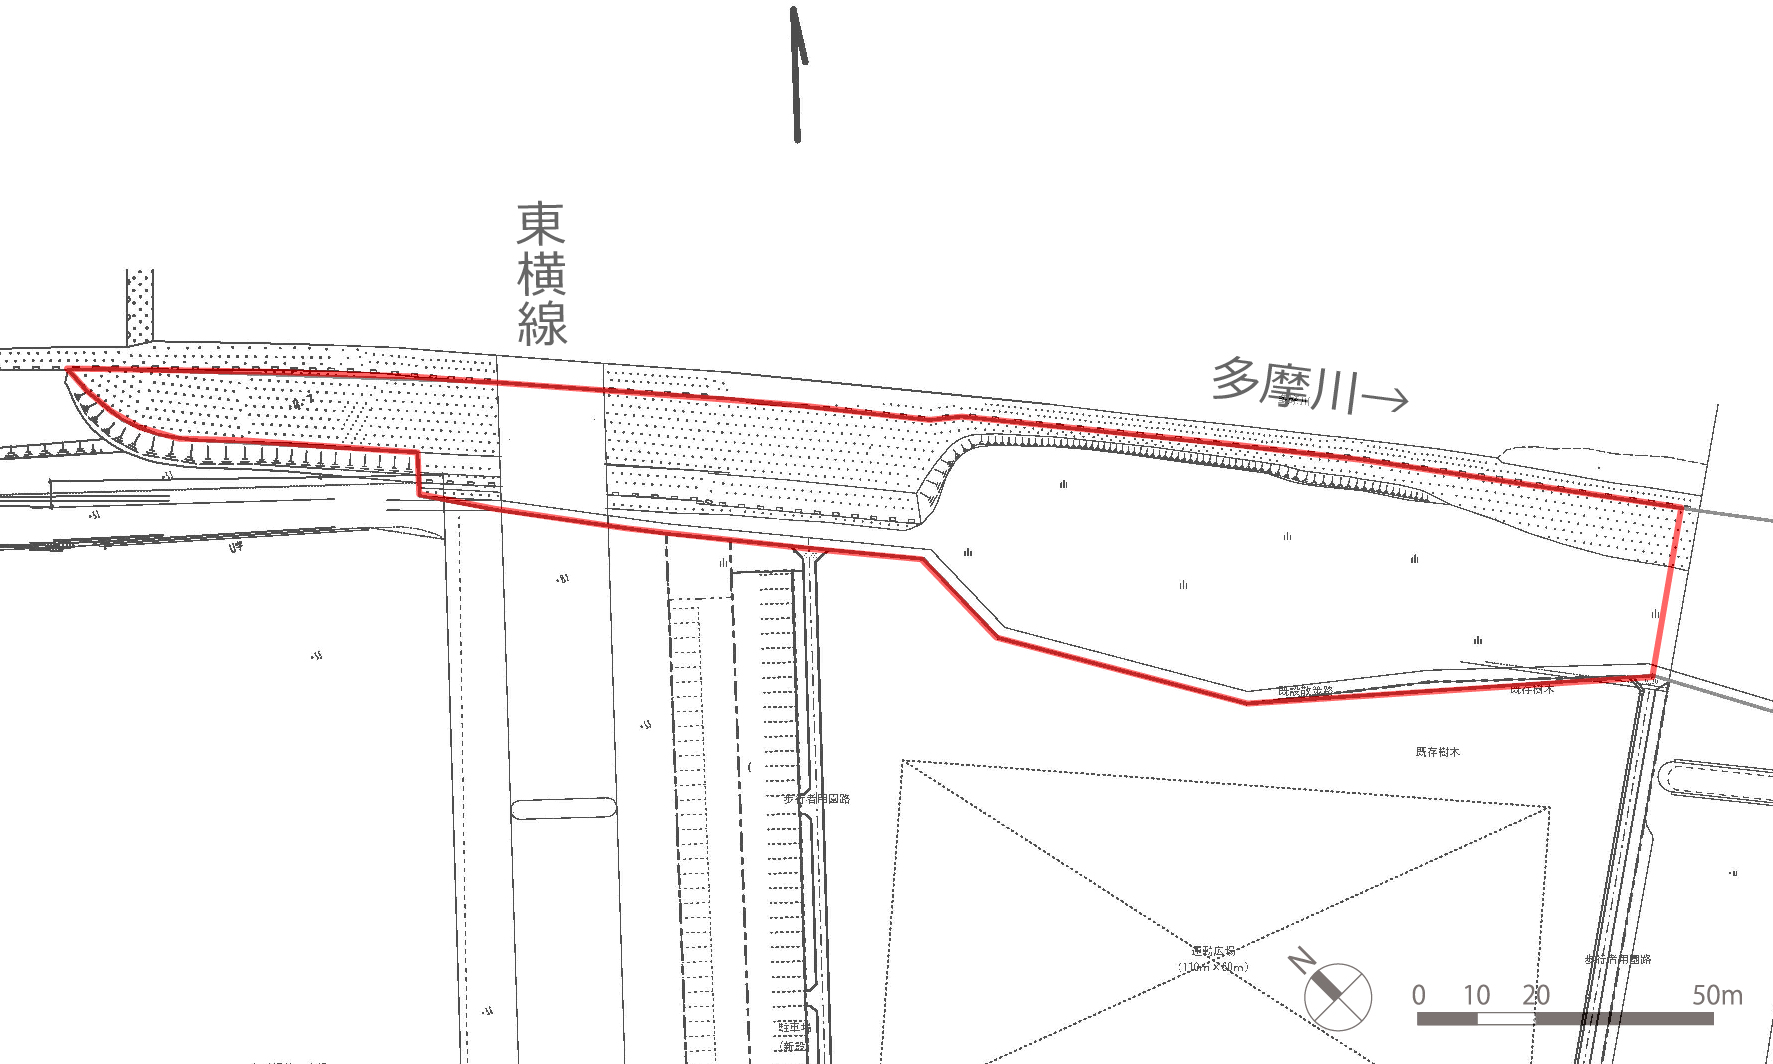 東横線
多摩川→
既設散策路
既存樹木
既存樹木
歩行者用園路
運動広場
(110m×60m)
歩行者用園路
N
0 10 20 50m
駐車場
(新設)